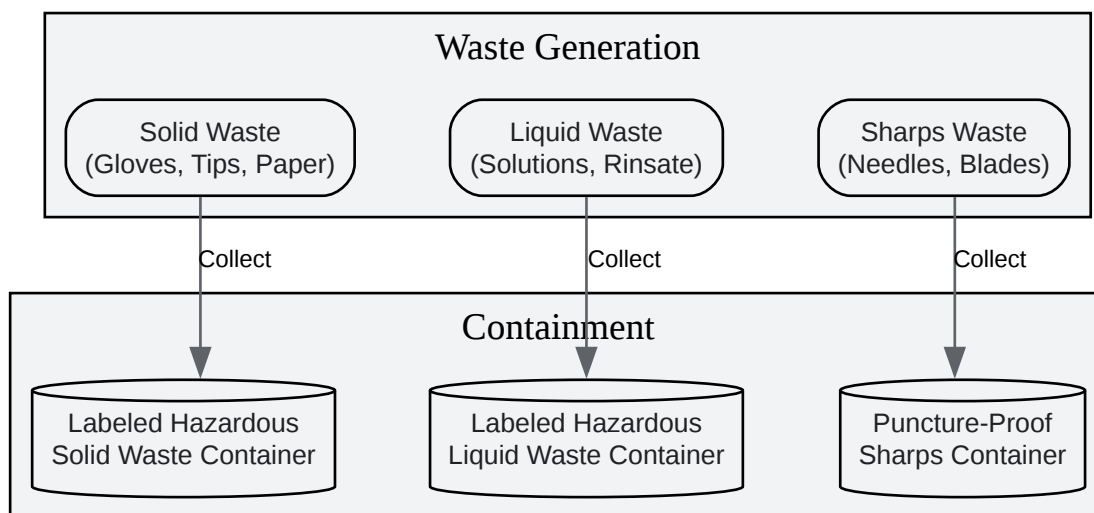 Waste Generation
Solid Waste
(Gloves, Tips, Paper)
Liquid Waste
(Solutions, Rinsate)
Sharps Waste
(Needles, Blades)
Collect
Collect
Collect
Containment
Labeled Hazardous
Solid Waste Container
Labeled Hazardous
Liquid Waste Container
Puncture-Proof
Sharps Container